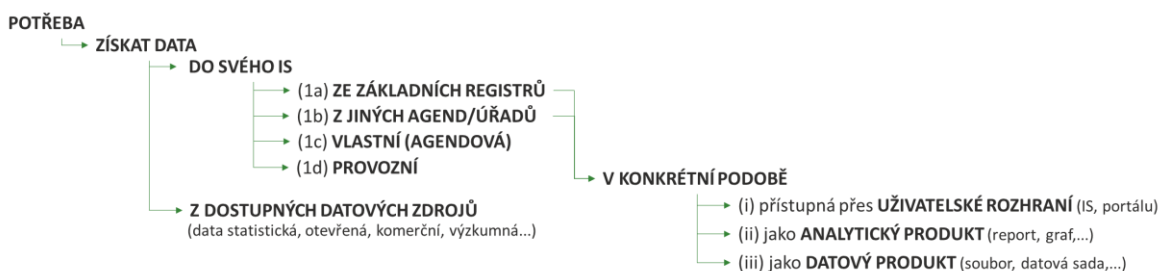 POTŘEBA
ZÍSKAT DATA
DO SVÉHO IS
(1a) ZE ZÁKLADNÍCH REGISTRŮ
(1b) Z JINÝCH AGEND/ÚŘADŮ
(1c) VLASTNÍ (AGENDOVÁ)
(1d) PROVOZNÍ
Z DOSTUPNÝCH DATOVÝCH ZDROJŮ
(data statistická, otevřená, komerční, výzkumná...)
V KONKRÉTNÍ PODOBĚ
(i) přístupná přes UŽIVATELSKÉ ROZHRANÍ (IS, portálu)
(ii) jako ANALYTICKÝ PRODUKT (report, graf,...)
(iii) jako DATOVÝ PRODUKT (soubor, datová sada,...)